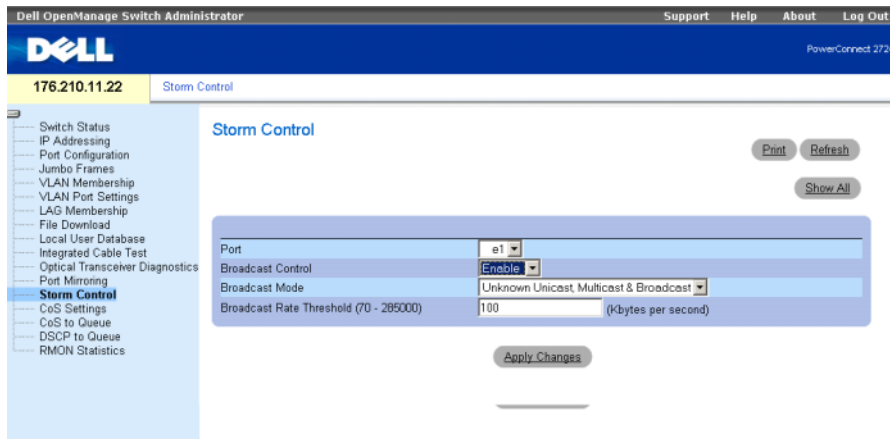 Dell OpenManage Switch Administrator
Support Help About Log Out
DELL
PowerConnect 272
176.210.11.22
Storm Control
Switch Status
IP Addressing
Port Configuration
Jumbo Frames
VLAN Membership
VLAN Port Settings
LAG Membership
File Download
Local User Database
Integrated Cable Test
Optical Transceiver Diagnostics
Port Mirroring
Storm Control
CoS Settings
CoS to Queue
DSCP to Queue
RMON Statistics
Storm Control
Print Refresh
Show All
Port e1
Broadcast Control Enable
Broadcast Mode Unknown Unicast, Multicast & Broadcast
Broadcast Rate Threshold (70 - 285000) 100 (Kbytes per second)
Apply Changes